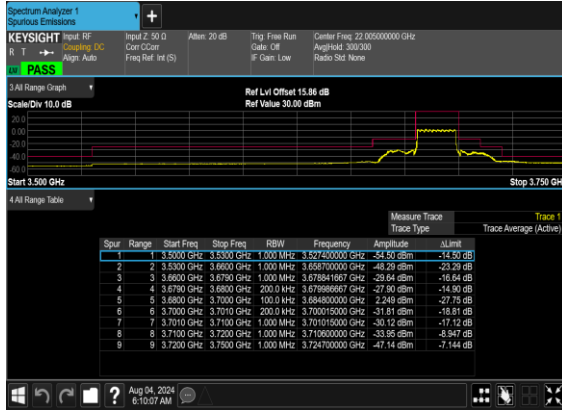 Spectrum Analyzer 1
Spurious Emissions
+
KEYSIGHT Input: RF Input Z: 50 Ω Atten: 20 dB Trig: Free Run Center Freq: 22.005000000 GHz
R T Coupling: DC Corr CCorr Gate: Off Avg|Hold: 300/300
Align: Auto Freq Ref: Int (S) IF Gain: Low Radio Std: None
PASS
3 All Range Graph Ref Lvl Offset 15.86 dB
Scale/Div 10.0 dB Ref Value 30.00 dBm
20.0
0.00
-20.0
-40.0
-60.0
Start 3.500 GHz Stop 3.750 GH
4 All Range Table
Measure Trace Trace 1
Trace Type Trace Average (Active)
Spur Range Start Freq Stop Freq RBW Frequency Amplitude ΔLimit
1 1 3.5000 GHz 3.5300 GHz 1.000 MHz 3.527400000 GHz -54.50 dBm -14.50 dB
2 2 3.5300 GHz 3.6600 GHz 1.000 MHz 3.658700000 GHz -48.29 dBm -23.29 dB
3 3 3.6600 GHz 3.6790 GHz 1.000 MHz 3.678841667 GHz -29.64 dBm -16.64 dB
4 4 3.6790 GHz 3.6800 GHz 200.0 kHz 3.679986667 GHz -27.90 dBm -14.90 dB
5 5 3.6800 GHz 3.7000 GHz 100.0 kHz 3.684800000 GHz 2.249 dBm -27.75 dB
6 6 3.7000 GHz 3.7010 GHz 200.0 kHz 3.700015000 GHz -31.81 dBm -18.81 dB
7 7 3.7010 GHz 3.7100 GHz 1.000 MHz 3.701015000 GHz -30.12 dBm -17.12 dB
8 8 3.7100 GHz 3.7200 GHz 1.000 MHz 3.710600000 GHz -33.95 dBm -8.947 dB
9 9 3.7200 GHz 3.7500 GHz 1.000 MHz 3.724700000 GHz -47.14 dBm -7.144 dB
? Aug 04, 2024
6:10:07 AM